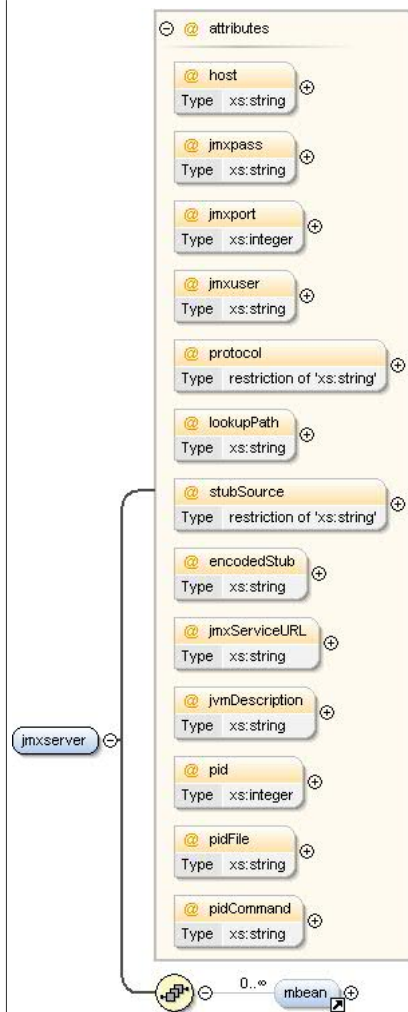 @ attributes
@ host
Type xs:string
@ jmxpass
Type xs:string
@ jmxport
Type xs:integer
@ jmxuser
Type xs:string
@ protocol
Type restriction of 'xs:string'
@ lookupPath
Type xs:string
@ stubSource
Type restriction of 'xs:string'
@ encodedStub
Type xs:string
@ jmxServiceURL
Type xs:string
@ jvmDescription
Type xs:string
jmxserver
@ pid
Type xs:integer
@ pidFile
Type xs:string
@ pidCommand
Type xs:string
0..∞
mbean